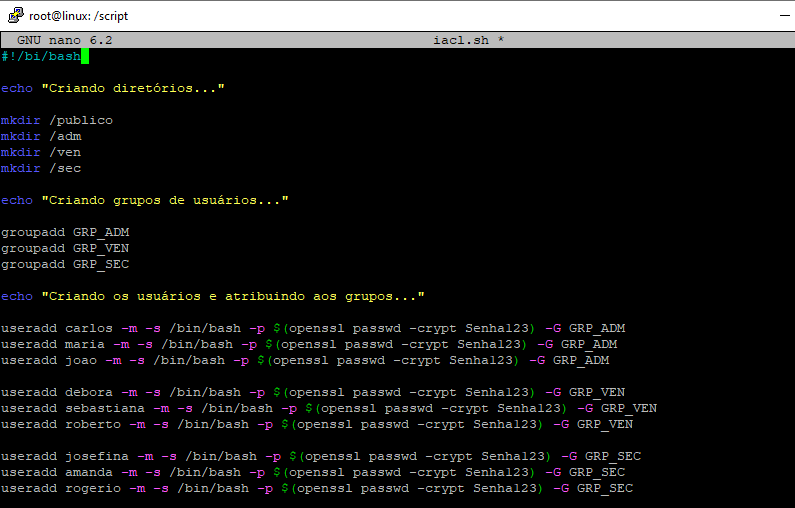 root@linux: /script
GNU nano 6.2 iacl.sh *
#!/bi/bash
echo "Criando diretórios..."
mkdir /publico
mkdir /adm
mkdir /ven
mkdir /sec
echo "Criando grupos de usuários..."
groupadd GRP_ADM
groupadd GRP_VEN
groupadd GRP_SEC
echo "Criando os usuários e atribuindo aos grupos..."
useradd carlos -m -s /bin/bash -p $(openssl passwd -crypt Senha123) -G GRP_ADM
useradd maria -m -s /bin/bash -p $(openssl passwd -crypt Senha123) -G GRP_ADM
useradd joao -m -s /bin/bash -p $(openssl passwd -crypt Senha123) -G GRP_ADM
useradd debora -m -s /bin/bash -p $(openssl passwd -crypt Senha123) -G GRP_VEN
useradd sebastiana -m -s /bin/bash -p $(openssl passwd -crypt Senha123) -G GRP_VEN
useradd roberto -m -s /bin/bash -p $(openssl passwd -crypt Senha123) -G GRP_VEN
useradd josefina -m -s /bin/bash -p $(openssl passwd -crypt Senha123) -G GRP_SEC
useradd amanda -m -s /bin/bash -p $(openssl passwd -crypt Senha123) -G GRP_SEC
useradd rogerio -m -s /bin/bash -p $(openssl passwd -crypt Senha123) -G GRP_SEC